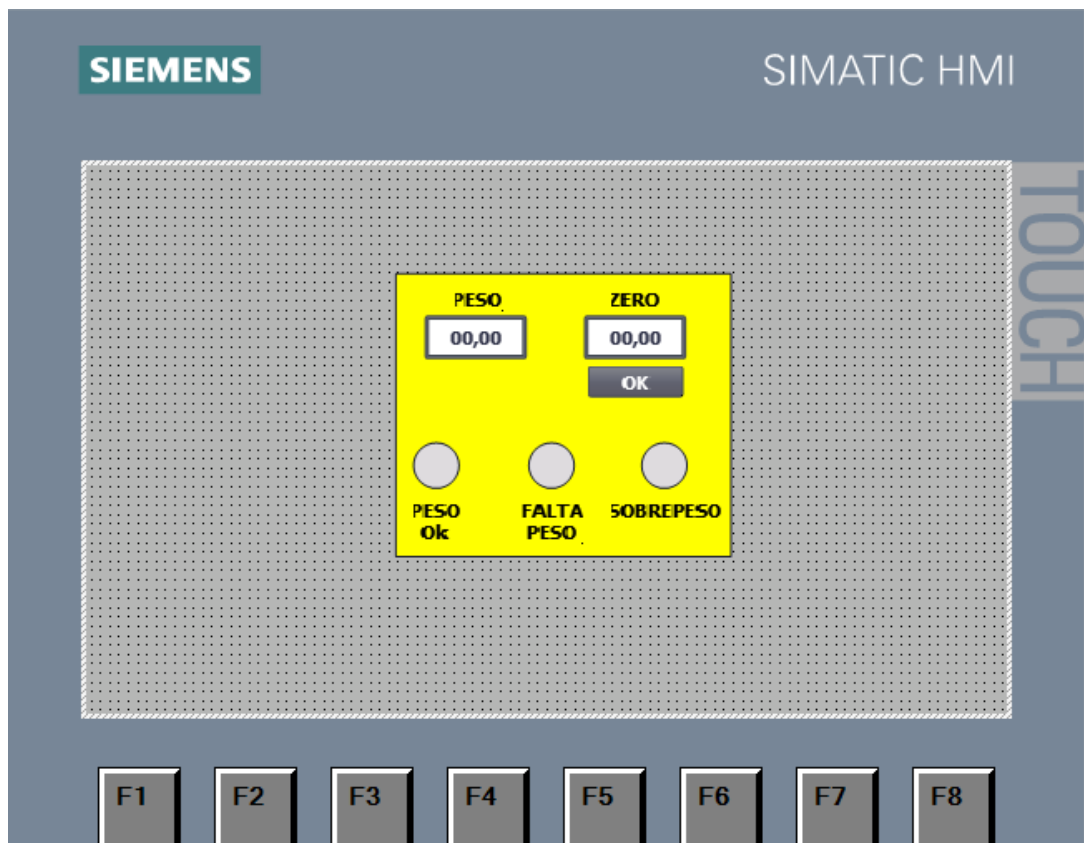 SIEMENS
SIMATIC HMI
TOUCH
PESO ZERO
00,00 00,00
OK
PESO FALTA SOBREPESO
Ok PESO
F1 F2 F3 F4 F5 F6 F7 F8